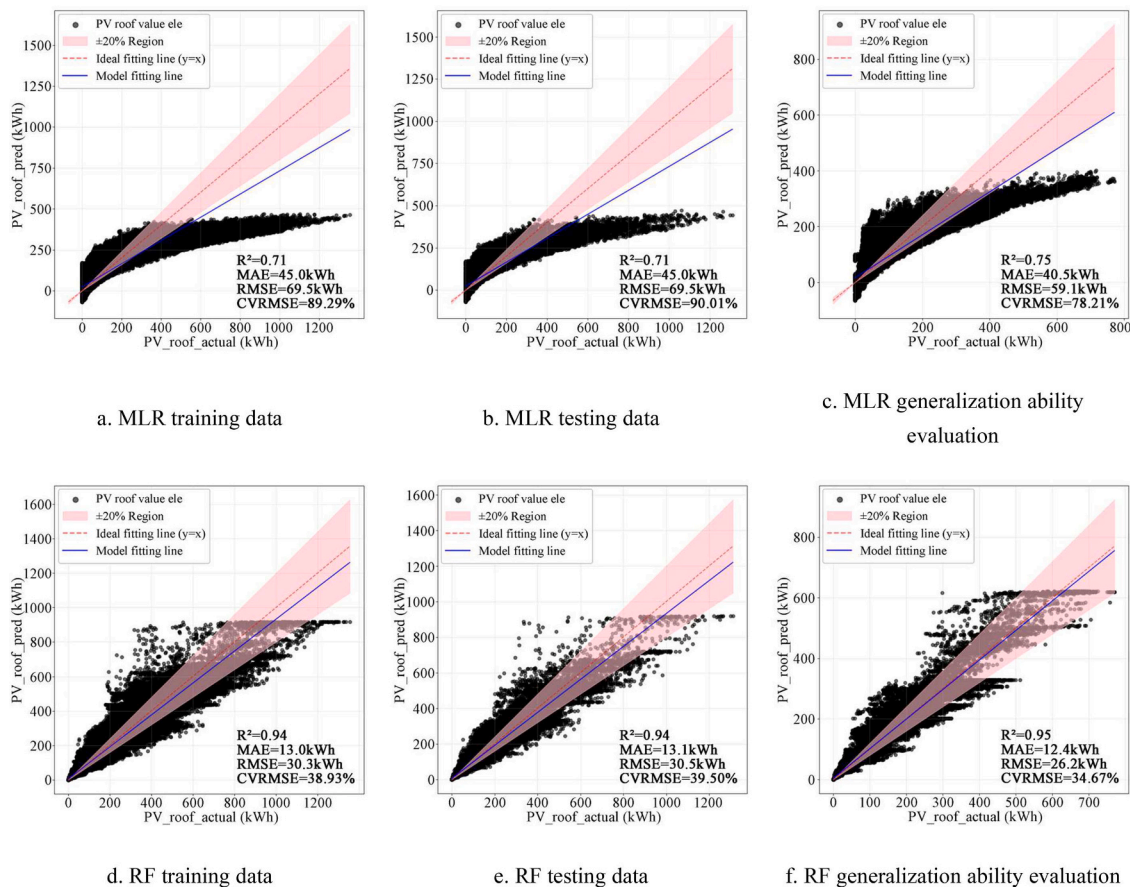 1500
1250
1000
750
500
250
0
PV_roof_pred (kWh)
PV roof value ele
±20% Region
Ideal fitting line (y=x)
Model fitting line
R²=0.71
MAE=45.0kWh
RMSE=69.5kWh
CVRMSE=89.29%
0 200 400 600 800 1000 1200
PV_roof_actual (kWh)
a. MLR training data
1500
1250
1000
750
500
250
0
PV_roof_pred (kWh)
PV roof value ele
±20% Region
Ideal fitting line (y=x)
Model fitting line
R²=0.71
MAE=45.0kWh
RMSE=69.5kWh
CVRMSE=90.01%
0 200 400 600 800 1000 1200
PV_roof_actual (kWh)
b. MLR testing data
800
600
400
200
0
PV_roof_pred (kWh)
PV roof value ele
±20% Region
Ideal fitting line (y=x)
Model fitting line
R²=0.75
MAE=40.5kWh
RMSE=59.1kWh
CVRMSE=78.21%
0 200 400 600 800
PV_roof_actual (kWh)
c. MLR generalization ability
evaluation
1600
1400
1200
1000
800
600
400
200
0
PV_roof_pred (kWh)
PV roof value ele
±20% Region
Ideal fitting line (y=x)
Model fitting line
R²=0.94
MAE=13.0kWh
RMSE=30.3kWh
CVRMSE=38.93%
0 200 400 600 800 1000 1200
PV_roof_actual (kWh)
d. RF training data
1600
1400
1200
1000
800
600
400
200
0
PV_roof_pred (kWh)
PV roof value ele
±20% Region
Ideal fitting line (y=x)
Model fitting line
R²=0.94
MAE=13.1kWh
RMSE=30.5kWh
CVRMSE=39.50%
0 200 400 600 800 1000 1200
PV_roof_actual (kWh)
e. RF testing data
800
600
400
200
0
PV_roof_pred (kWh)
PV roof value ele
±20% Region
Ideal fitting line (y=x)
Model fitting line
R²=0.95
MAE=12.4kWh
RMSE=26.2kWh
CVRMSE=34.67%
0 100 200 300 400 500 600 700
PV_roof_actual (kWh)
f. RF generalization ability evaluation